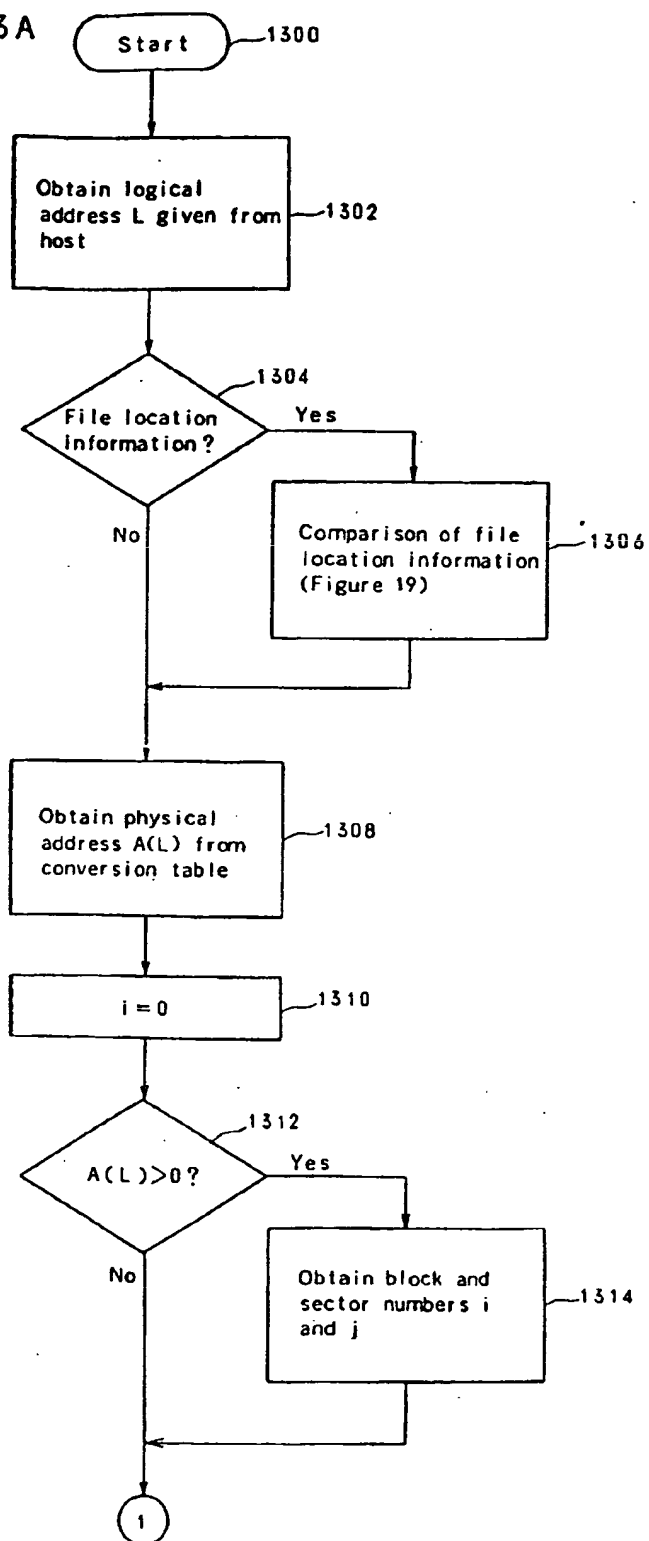 3A
Start
1300
Obtain logical
address L given from
host
1302
1304
File location
information?
Yes
No
Comparison of file
location information
(Figure 19)
1306
Obtain physical
address A(L) from
conversion table
1308
i=0
1310
1312
A(L)>0?
Yes
No
Obtain block and
sector numbers i
and j
1314
1